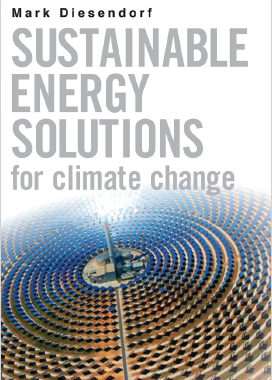 Mark Diesendorf
SUSTAINABLE
ENERGY
SOLUTIONS
for climate change